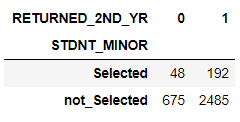 RETURNED_2ND_YR 0 1
STDNT_MINOR
Selected 48 192
not_Selected 675 2485